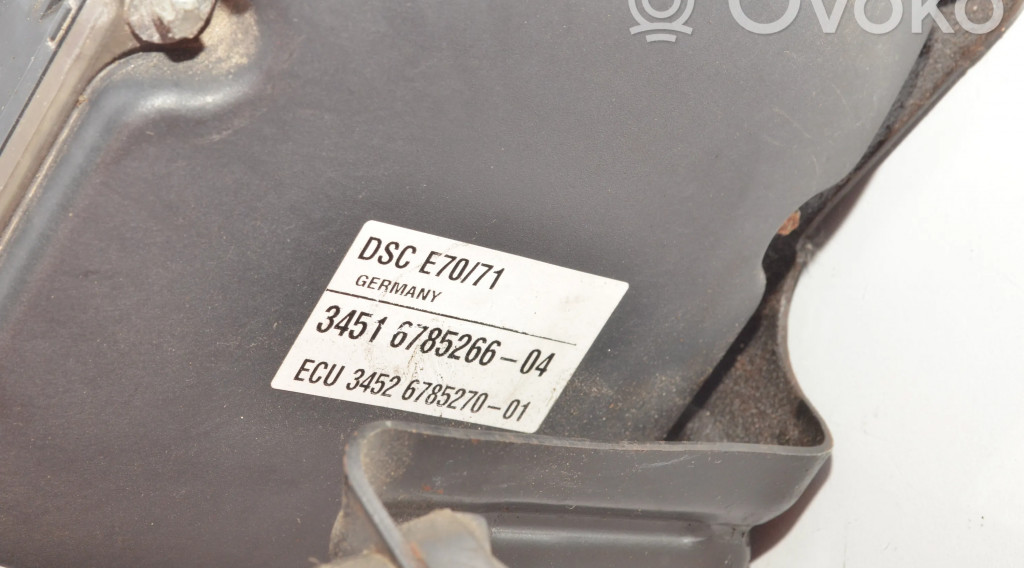 Ovoko
DSC E70/71
GERMANY
3451 6785266-04
ECU 3452 6785270-01